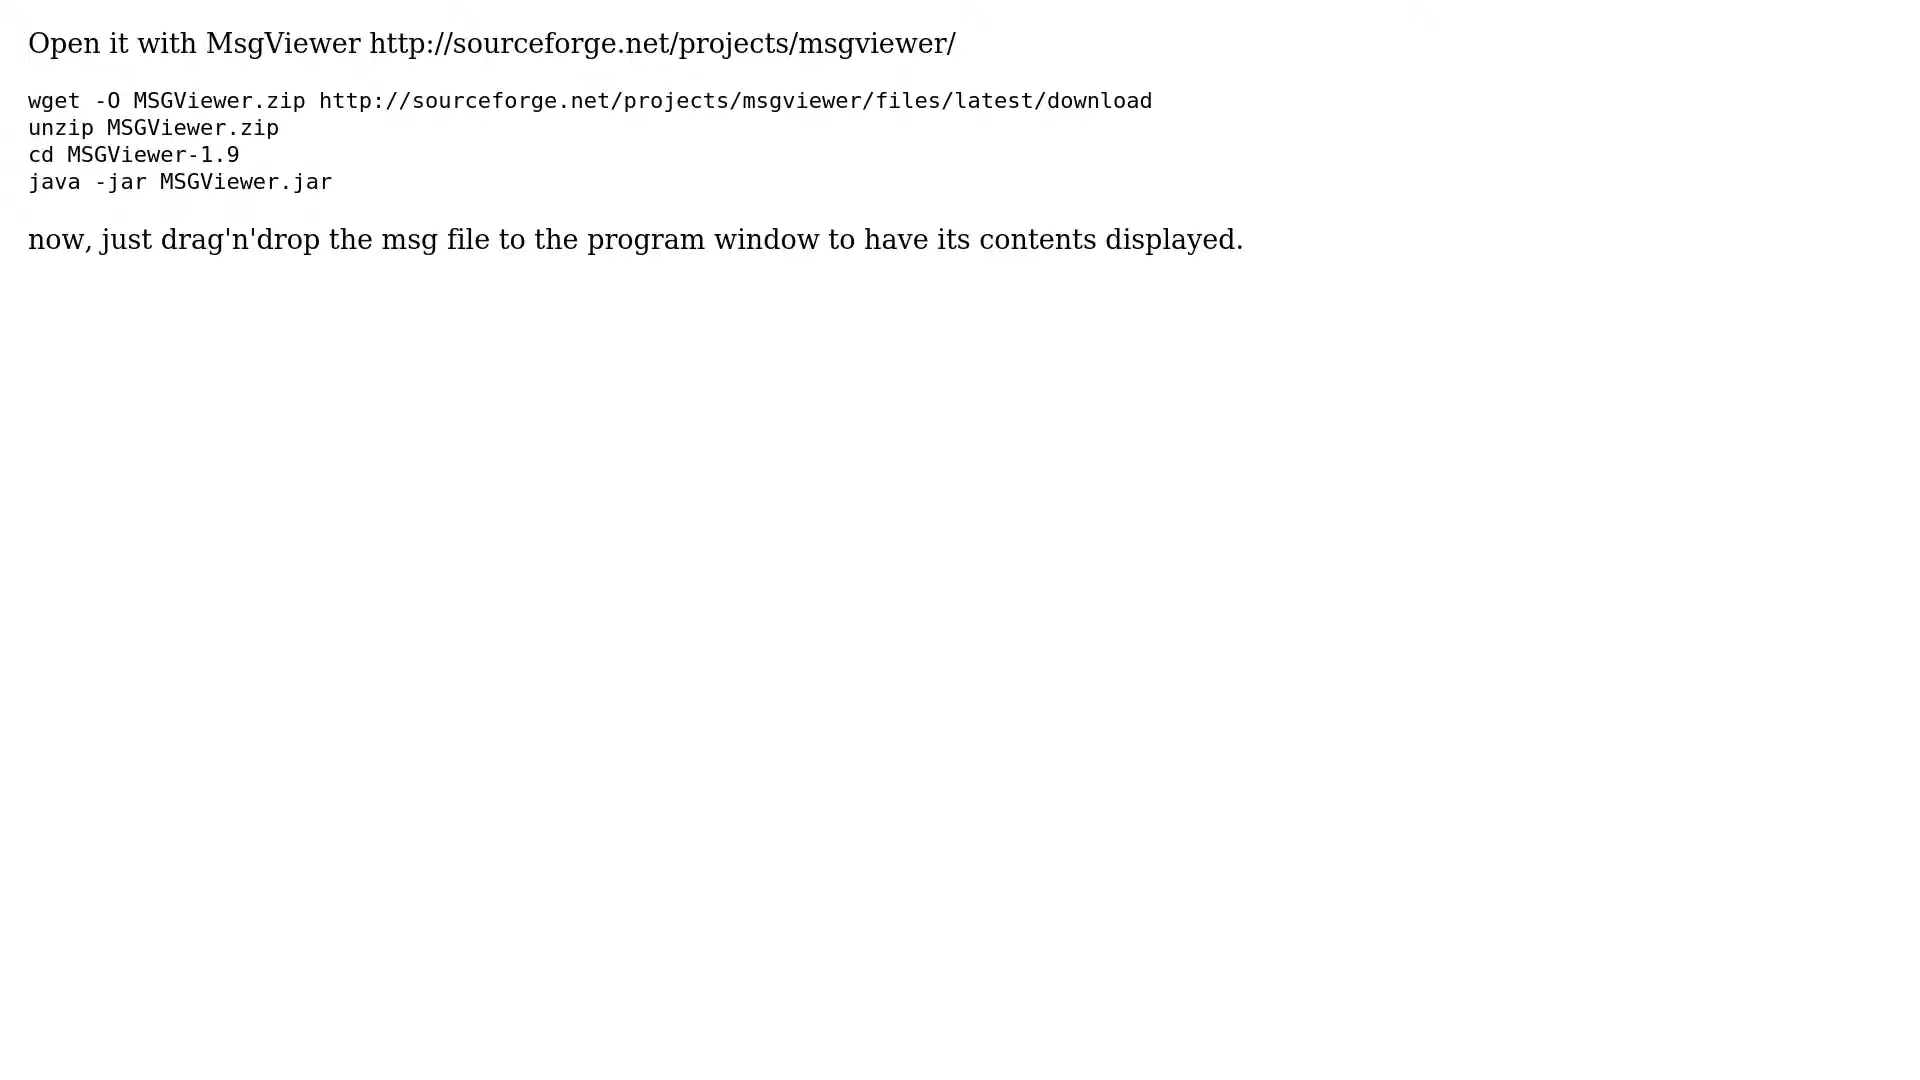 Open it with MsgViewer http://sourceforge.net/projects/msgviewer/
wget -O MSGViewer.zip http://sourceforge.net/projects/msgviewer/files/latest/download
unzip MSGViewer.zip
cd MSGViewer-1.9
java -jar MSGViewer.jar
now, just drag'n'drop the msg file to the program window to have its contents displayed.